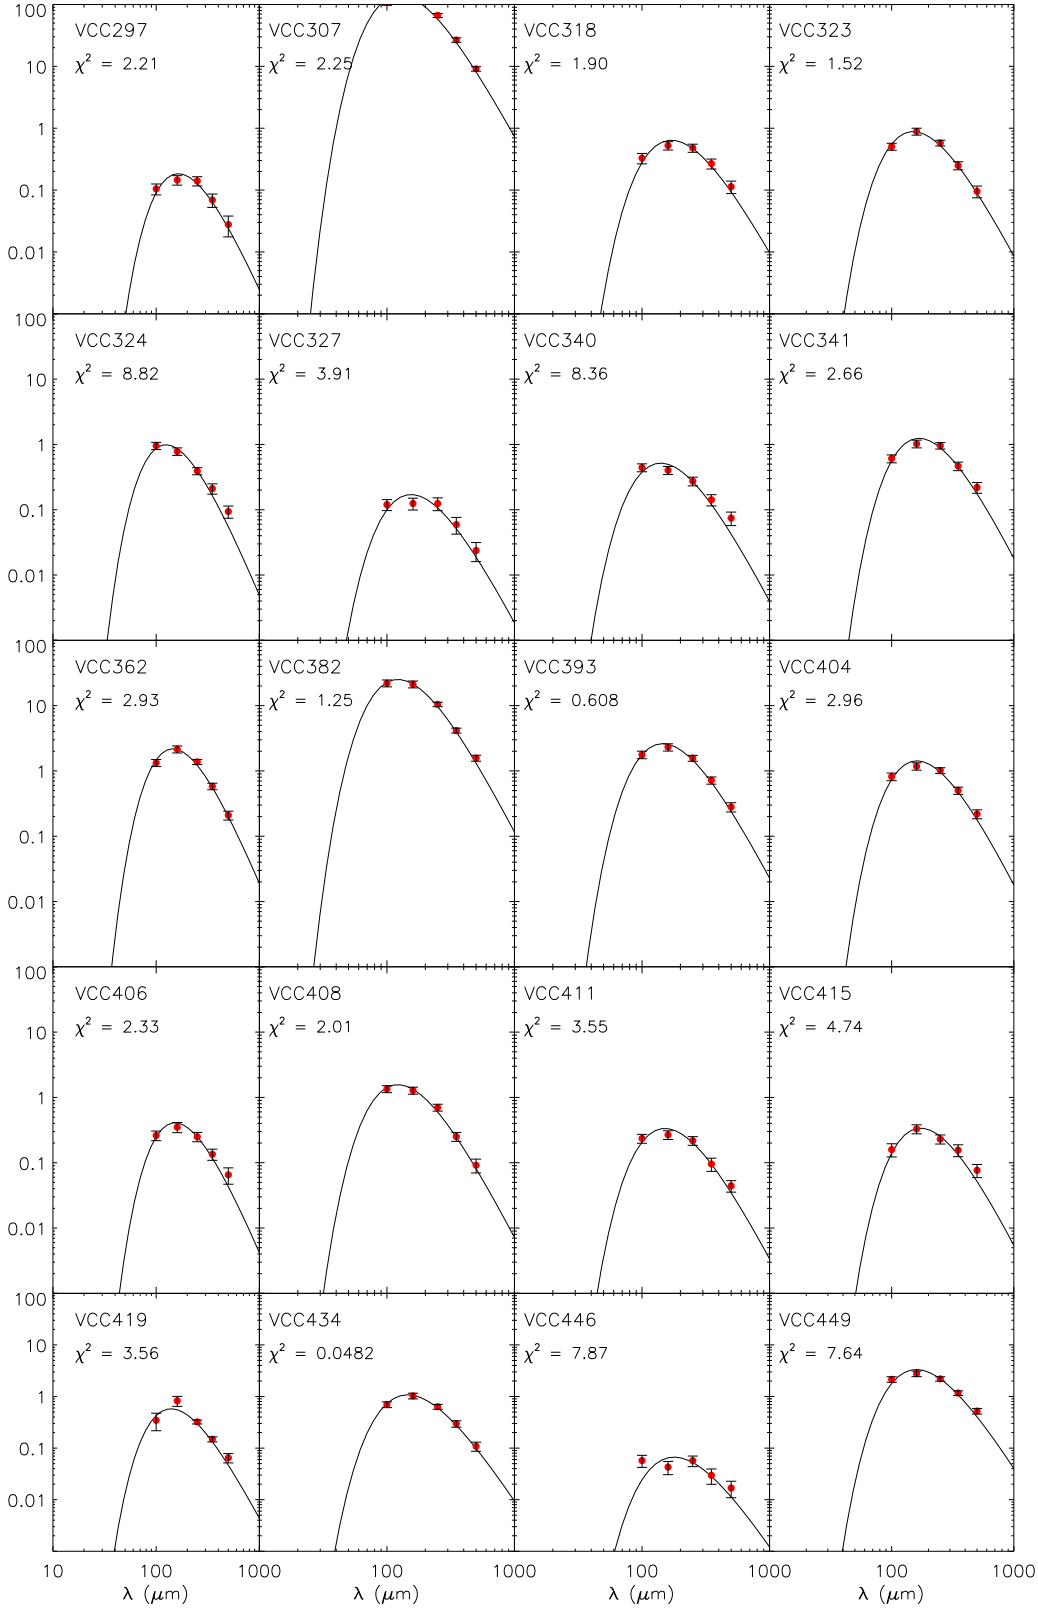 VCC297 VCC307 VCC318 VCC323
χ² = 2.21 χ² = 2.25 χ² = 1.90 χ² = 1.52
100
10
1
0.1
0.01
VCC324 VCC327 VCC340 VCC341
χ² = 8.82 χ² = 3.91 χ² = 8.36 χ² = 2.66
100
10
1
0.1
0.01
VCC362 VCC382 VCC393 VCC404
χ² = 2.93 χ² = 1.25 χ² = 0.608 χ² = 2.96
100
10
1
0.1
0.01
VCC406 VCC408 VCC411 VCC415
χ² = 2.33 χ² = 2.01 χ² = 3.55 χ² = 4.74
100
10
1
0.1
0.01
VCC419 VCC434 VCC446 VCC449
χ² = 3.56 χ² = 0.0482 χ² = 7.87 χ² = 7.64
100
10
1
0.1
0.01
10 100 1000 100 1000 100 1000 100 1000
λ (μm) λ (μm) λ (μm) λ (μm)